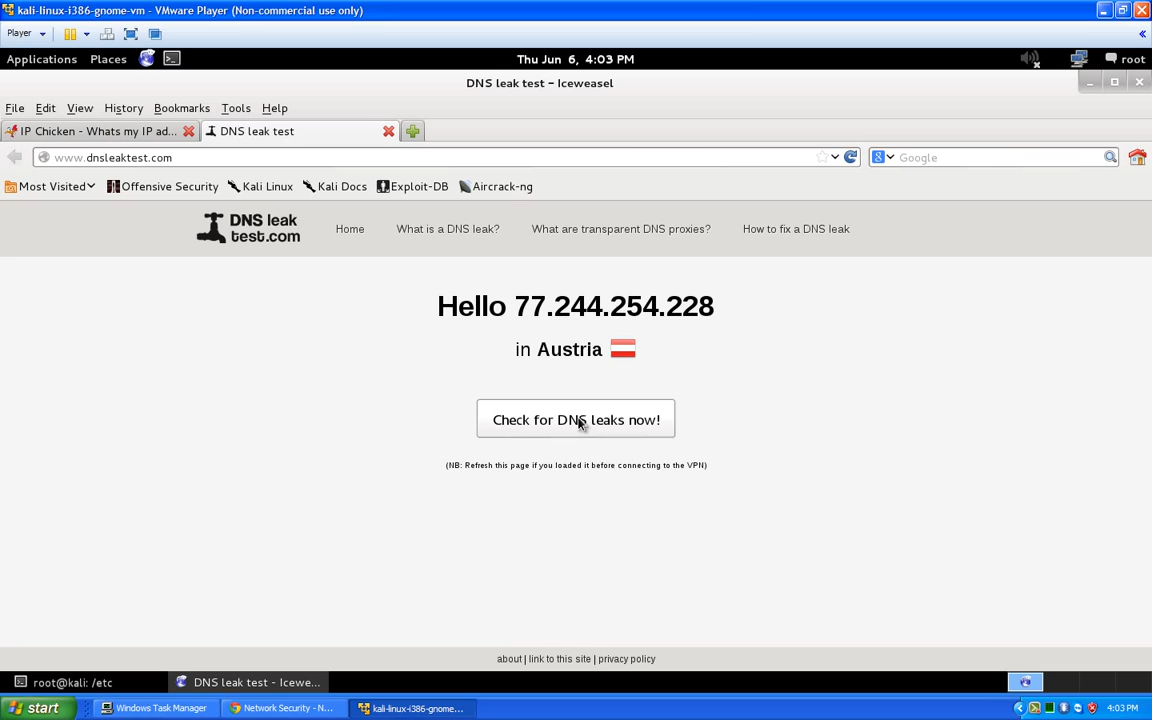 kali-linux-i386-gnome-vm - VMware Player (Non-commercial use only)
Player
Applications Places Thu Jun 6, 4:03 PM root
DNS leak test - Iceweasel
File Edit View History Bookmarks Tools Help
IP Chicken - Whats my IP ad... DNS leak test
www.dnsleaktest.com Google
Most Visited Offensive Security Kali Linux Kali Docs Exploit-DB Aircrack-ng
DNS leak
test.com
Home What is a DNS leak? What are transparent DNS proxies? How to fix a DNS leak
Hello 77.244.254.228
in Austria
Check for DNS leaks now!
(NB: Refresh this page if you loaded it before connecting to the VPN)
about | link to this site | privacy policy
root@kali: /etc DNS leak test - Icewe...
start Windows Task Manager Network Security - N... kali-linux-i386-gnome... 4:03 PM